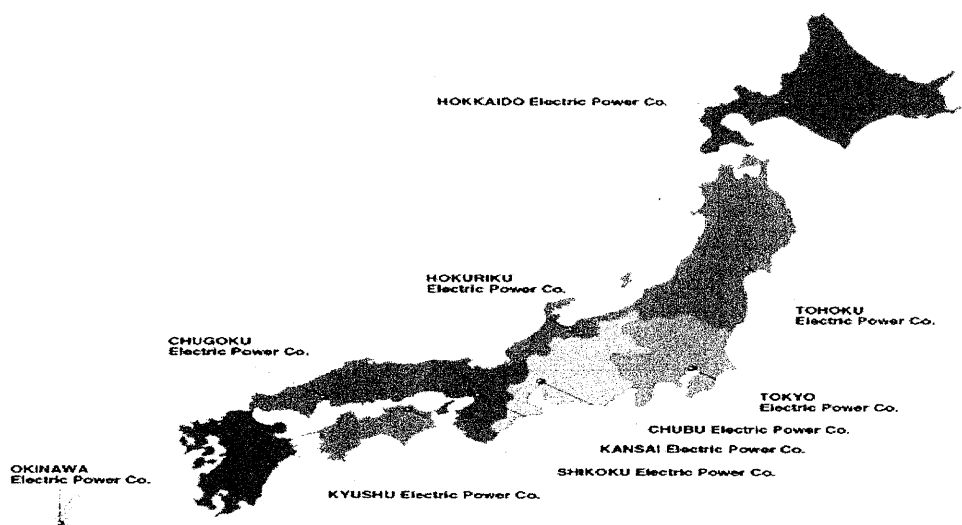 HOKKAIDO Electric Power Co.
HOKURIKU
Electric Power Co.
TOHOKU
Electric Power Co.
CHUGOKU
Electric Power Co.
TOKYO
Electric Power Co.
CHUBU Electric Power Co.
KANSAI Electric Power Co.
SHIKOKU Electric Power Co.
OKINAWA
Electric Power Co.
KYUSHU Electric Power Co.